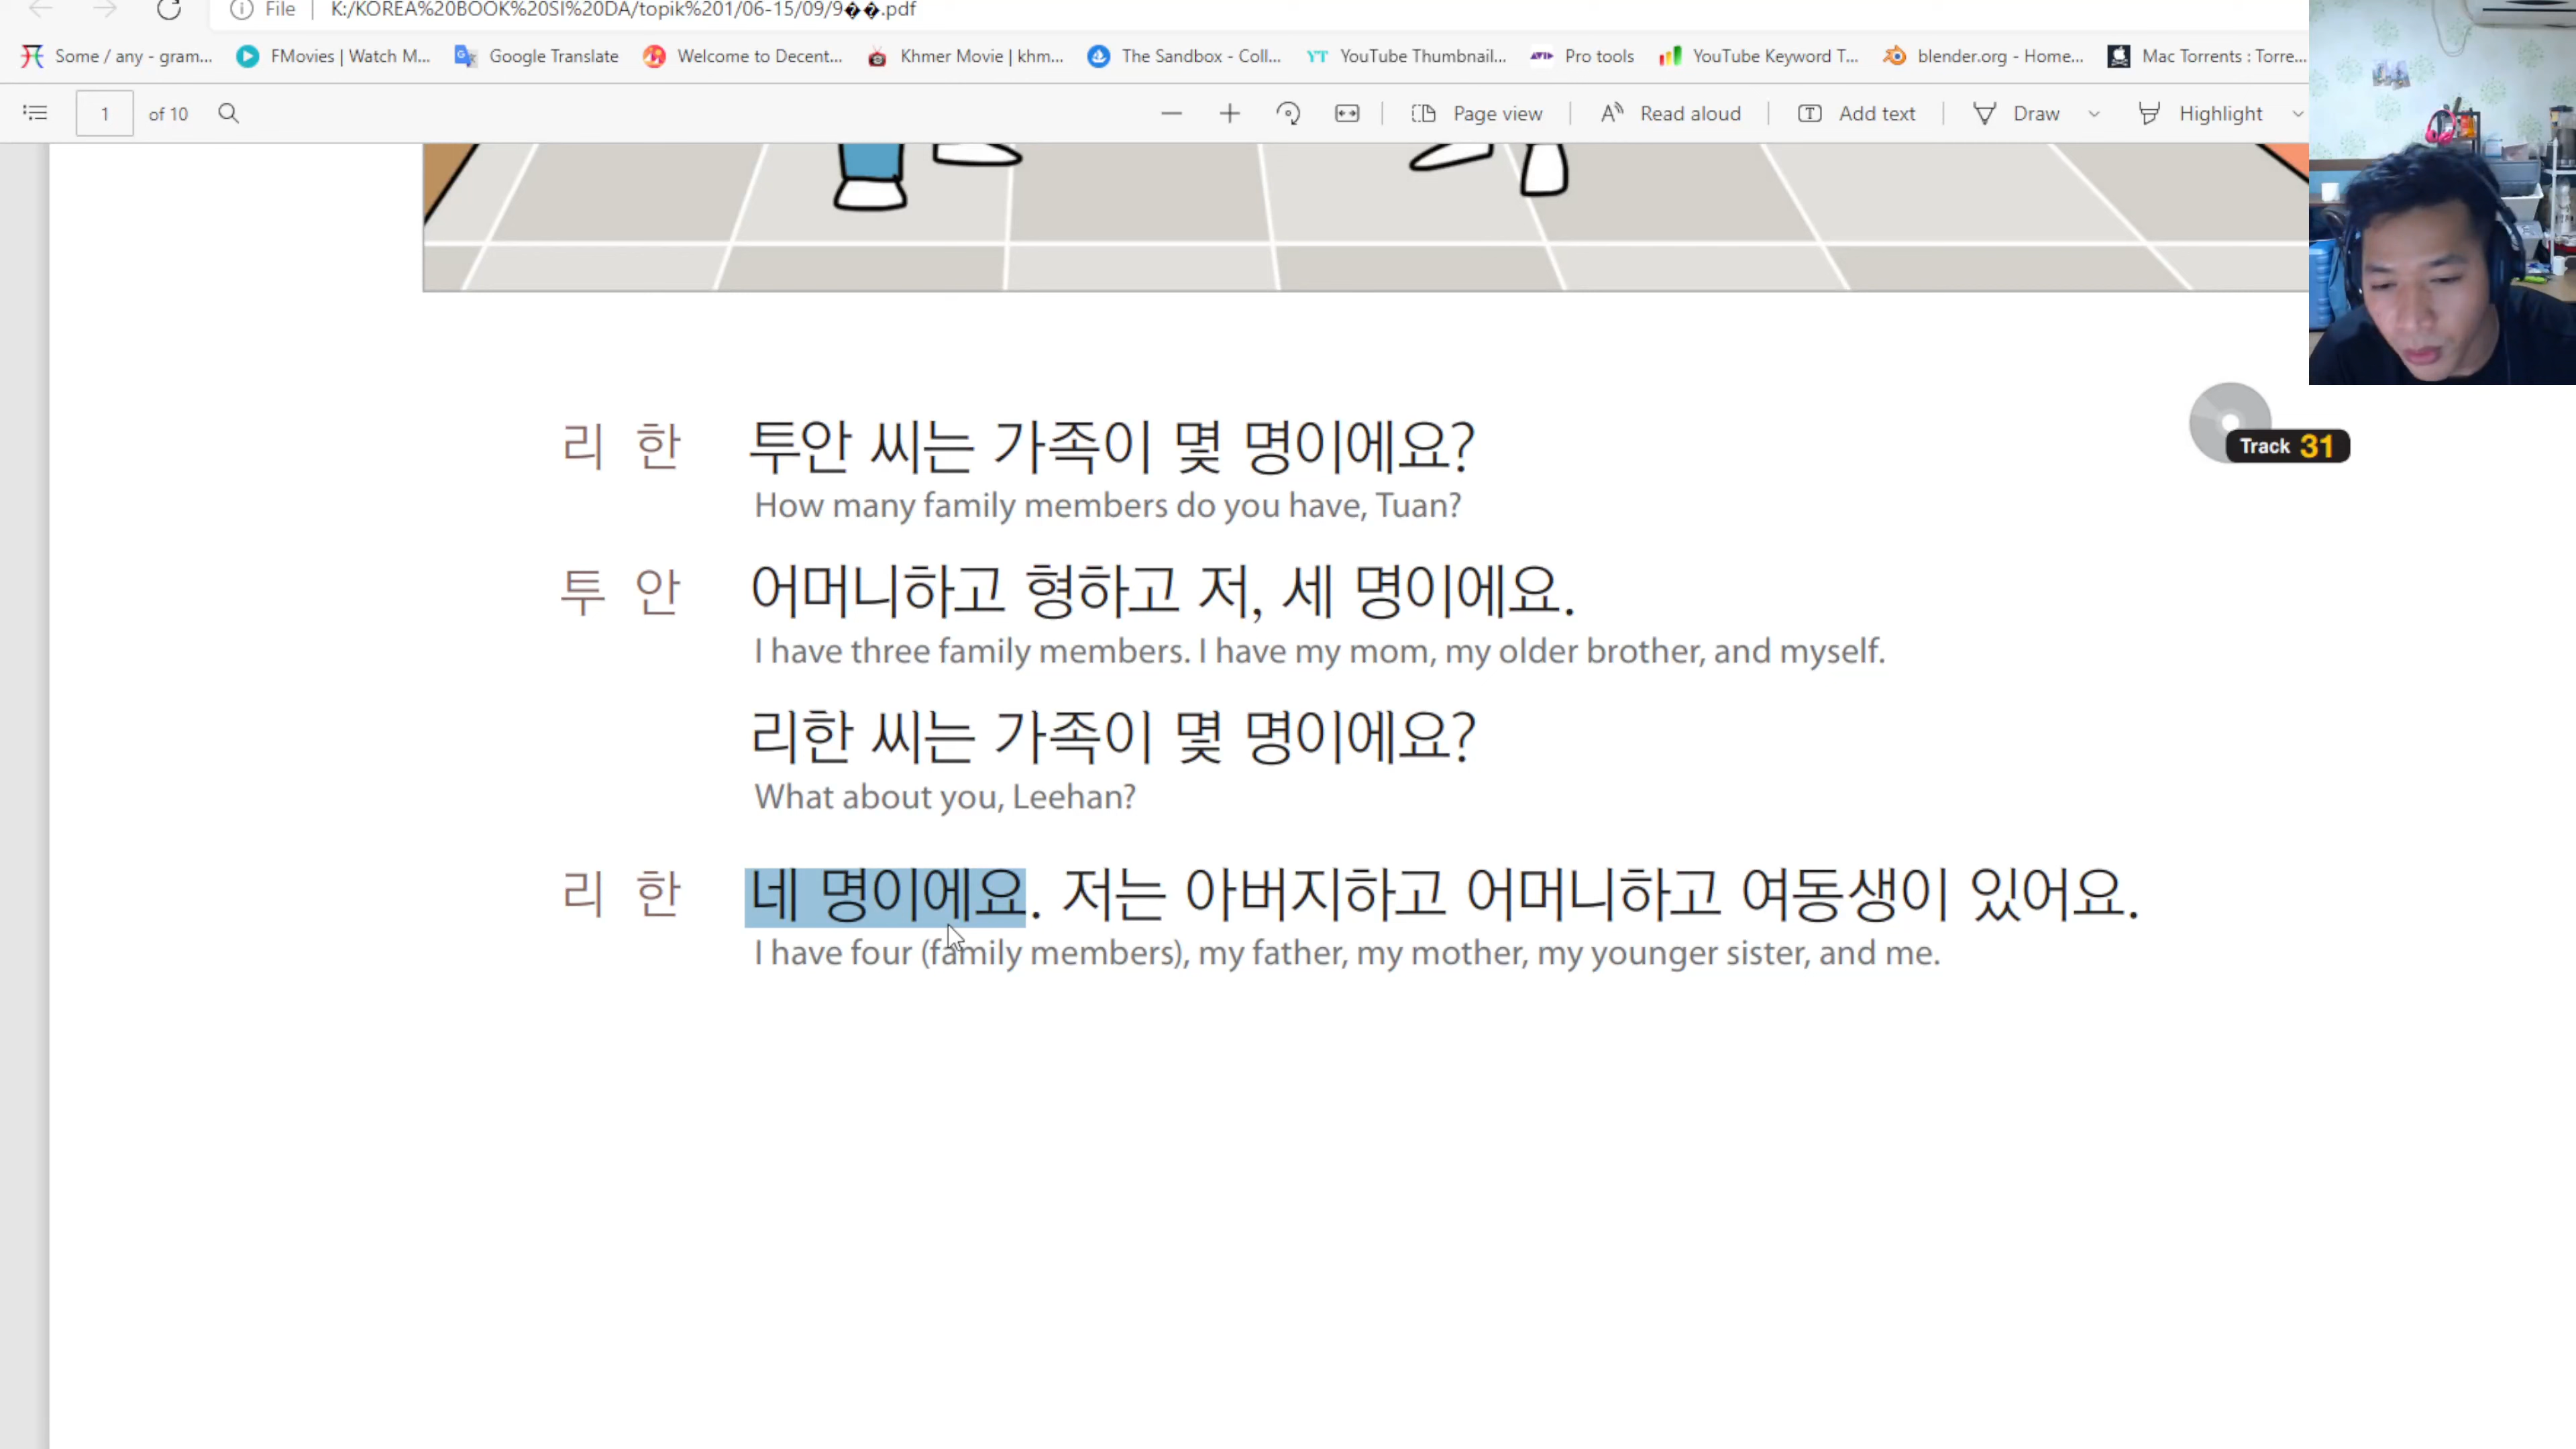 File | K:/KOREA%20BOOK%20SI%20DA/topik%201/06-15/09/9��.pdf
Some / any - gram... FMovies | Watch M... Google Translate Welcome to Decent... Khmer Movie | khm... The Sandbox - Coll... YT YouTube Thumbnail... AVID Pro tools YouTube Keyword T... blender.org - Home... Mac Torrents : Torre...
1 of 10 Page view Read aloud Add text Draw Highlight
리 한 투안 씨는 가족이 몇 명이에요?
Track 31
How many family members do you have, Tuan?
투 안 어머니하고 형하고 저, 세 명이에요.
I have three family members. I have my mom, my older brother, and myself.
리한 씨는 가족이 몇 명이에요?
What about you, Leehan?
리 한 네 명이에요. 저는 아버지하고 어머니하고 여동생이 있어요.
I have four (family members), my father, my mother, my younger sister, and me.